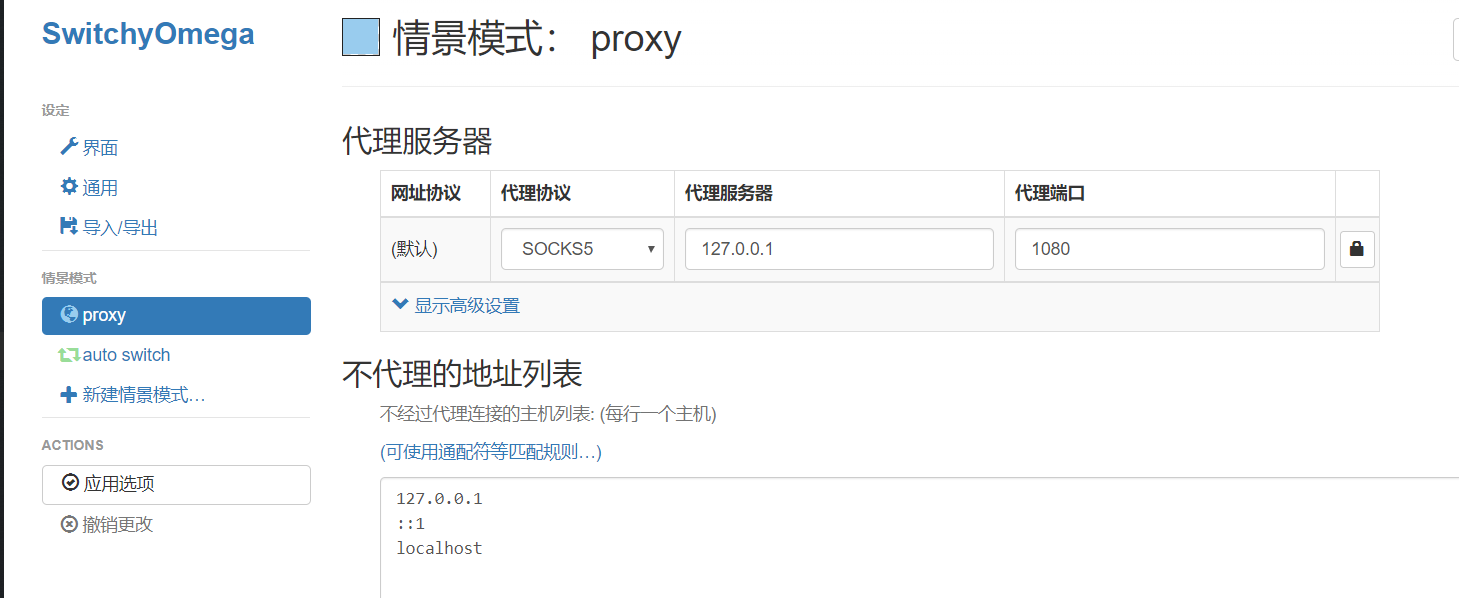 SwitchyOmega
设定
界面
通用
导入/导出
情景模式
proxy
auto switch
新建情景模式…
ACTIONS
应用选项
撤销更改
情景模式： proxy
代理服务器
网址协议 代理协议 代理服务器 代理端口
(默认) SOCKS5 127.0.0.1 1080
显示高级设置
不代理的地址列表
不经过代理连接的主机列表: (每行一个主机)
(可使用通配符等匹配规则…)
127.0.0.1
::1
localhost